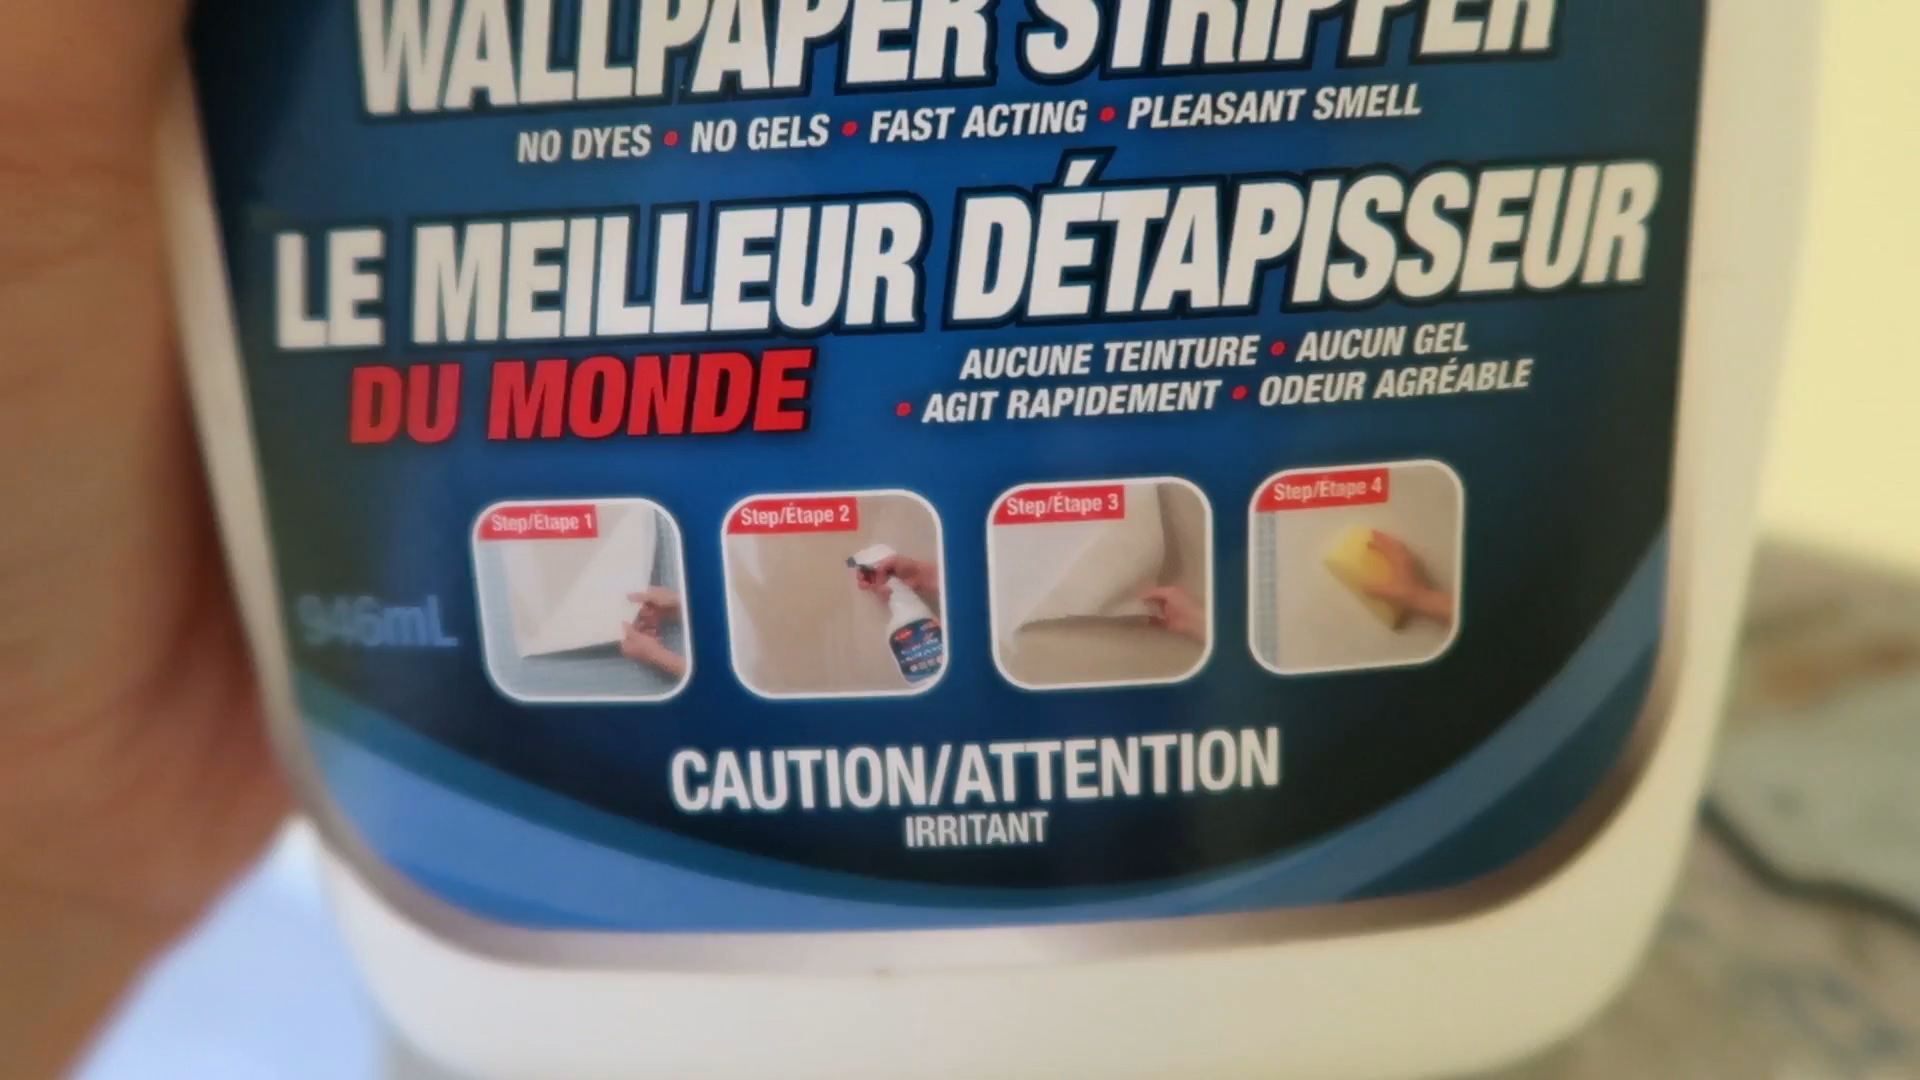 WALLPAPER STRIPPER
NO DYES • NO GELS • FAST ACTING • PLEASANT SMELL
LE MEILLEUR DÉTAPISSEUR
DU MONDE
AUCUNE TEINTURE • AUCUN GEL
• AGIT RAPIDEMENT • ODEUR AGRÉABLE
Step/Étape 1
Step/Étape 2
Step/Étape 3
Step/Étape 4
946mL
CAUTION/ATTENTION
IRRITANT